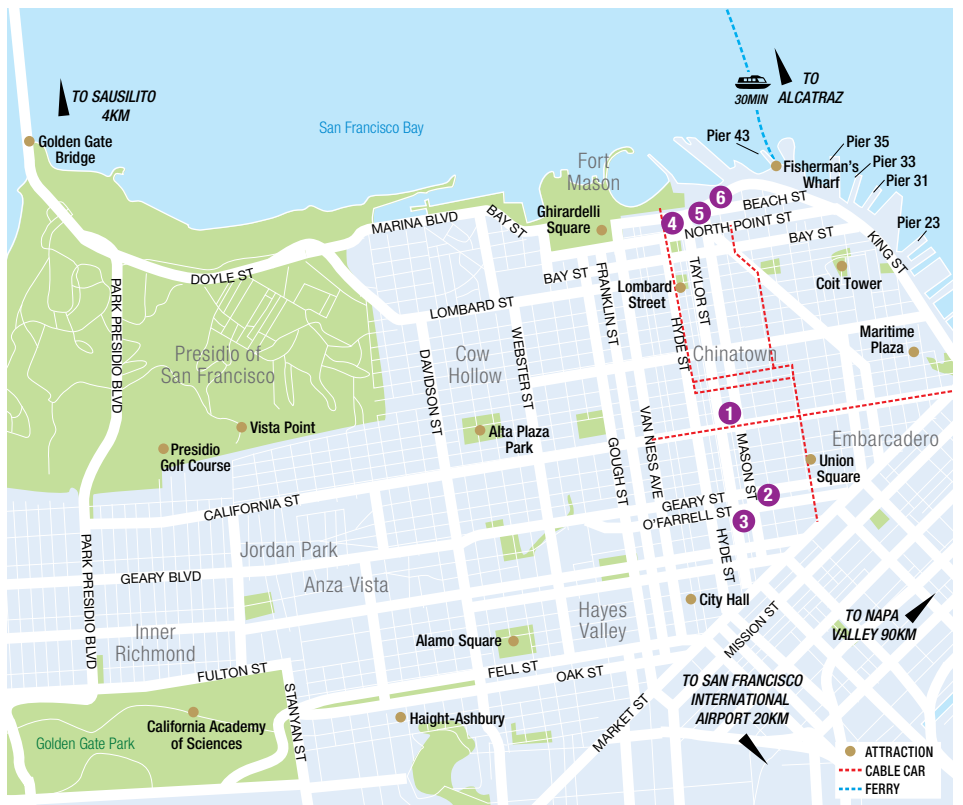 TO SAUSILITO
4KM
Golden Gate
Bridge
San Francisco Bay
30MIN
TO
ALCATRAZ
Pier 43
Pier 35
Pier 33
Pier 31
Pier 23
Fisherman's
Wharf
Fort
Mason
Ghirardelli
Square
MARINA BLVD
BAY ST
6
5
4
BEACH ST
NORTH POINT ST
BAY ST
KING ST
DOYLE ST
BAY ST
LOMBARD ST
Lombard
Street
Coit Tower
PARK PRESIDIO BLVD
FRANKLIN ST
TAYLOR ST
HYDE ST
Maritime
Plaza
Presidio of
San Francisco
Cow
Hollow
Chinatown
DAVIDSON ST
WEBSTER ST
1
Vista Point
Presidio
Golf Course
Alta Plaza
Park
GOUGH ST
VAN NESS AVE
MASON ST
Embarcadero
Union
Square
CALIFORNIA ST
GEARY ST
O'FARRELL ST
2
3
Jordan Park
PARK PRESIDIO BLVD
GEARY BLVD
Anza Vista
HYDE ST
City Hall
Hayes
Valley
MISSION ST
TO NAPA
VALLEY 90KM
Inner
Richmond
Alamo Square
FULTON ST
FELL ST
OAK ST
STANYAN ST
TO SAN FRANCISCO
INTERNATIONAL
AIRPORT 20KM
MARKET ST
Golden Gate Park
California Academy
of Sciences
Haight-Ashbury
ATTRACTION
CABLE CAR
FERRY